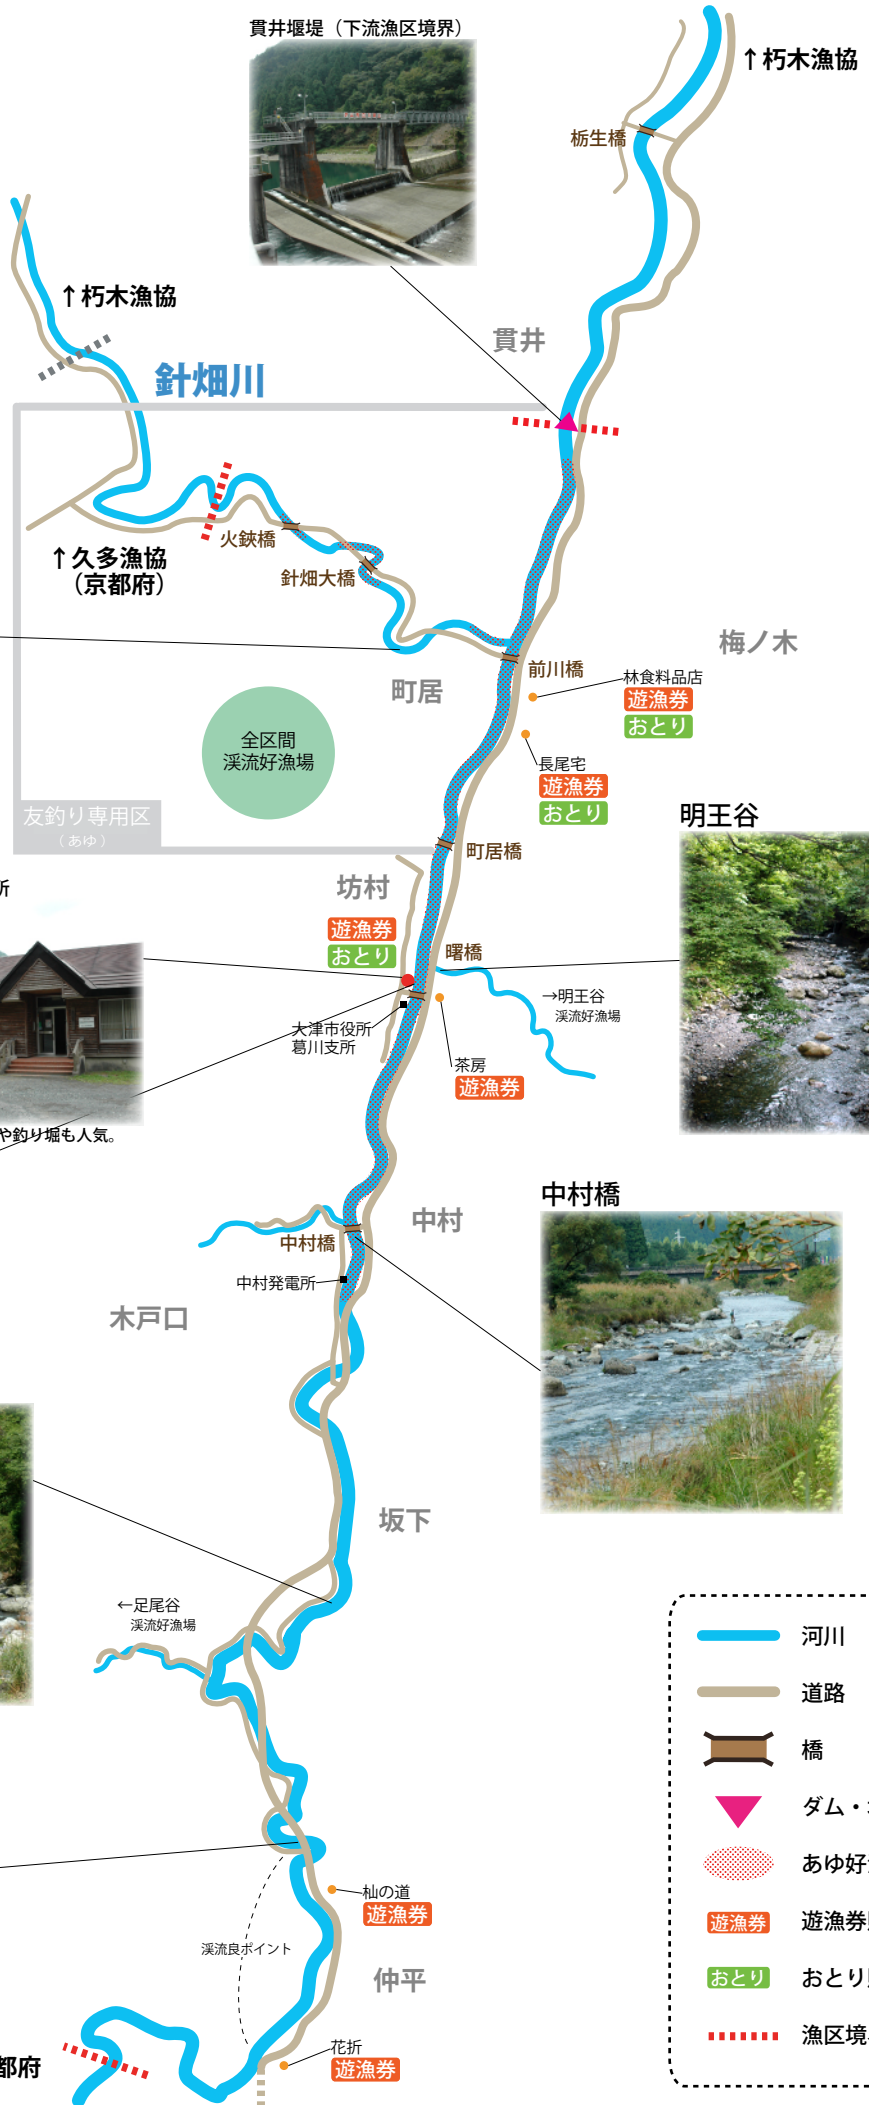 貫井堰堤（下流漁区境界）
↑朽木漁協
栃生橋
↑朽木漁協
貫井
針畑川
火鋏橋
↑久多漁協
（京都府）
針畑大橋
梅ノ木
前川橋
町居
林食料品店
遊漁券
おとり
全区間
渓流好漁場
長尾宅
遊漁券
おとり
友釣り専用区
（あゆ）
明王谷
町居橋
所
坊村
遊漁券
おとり
曙橋
→明王谷
渓流好漁場
大津市役所
葛川支所
茶房
遊漁券
や釣り堀も人気。
中村橋
中村
中村橋
中村発電所
木戸口
坂下
←足尾谷
渓流好漁場
河川
道路
橋
ダム・
あゆ好
遊漁券
遊漁券
おとり
おとり
漁区境
杣の道
遊漁券
渓流良ポイント
仲平
花折
遊漁券
都府